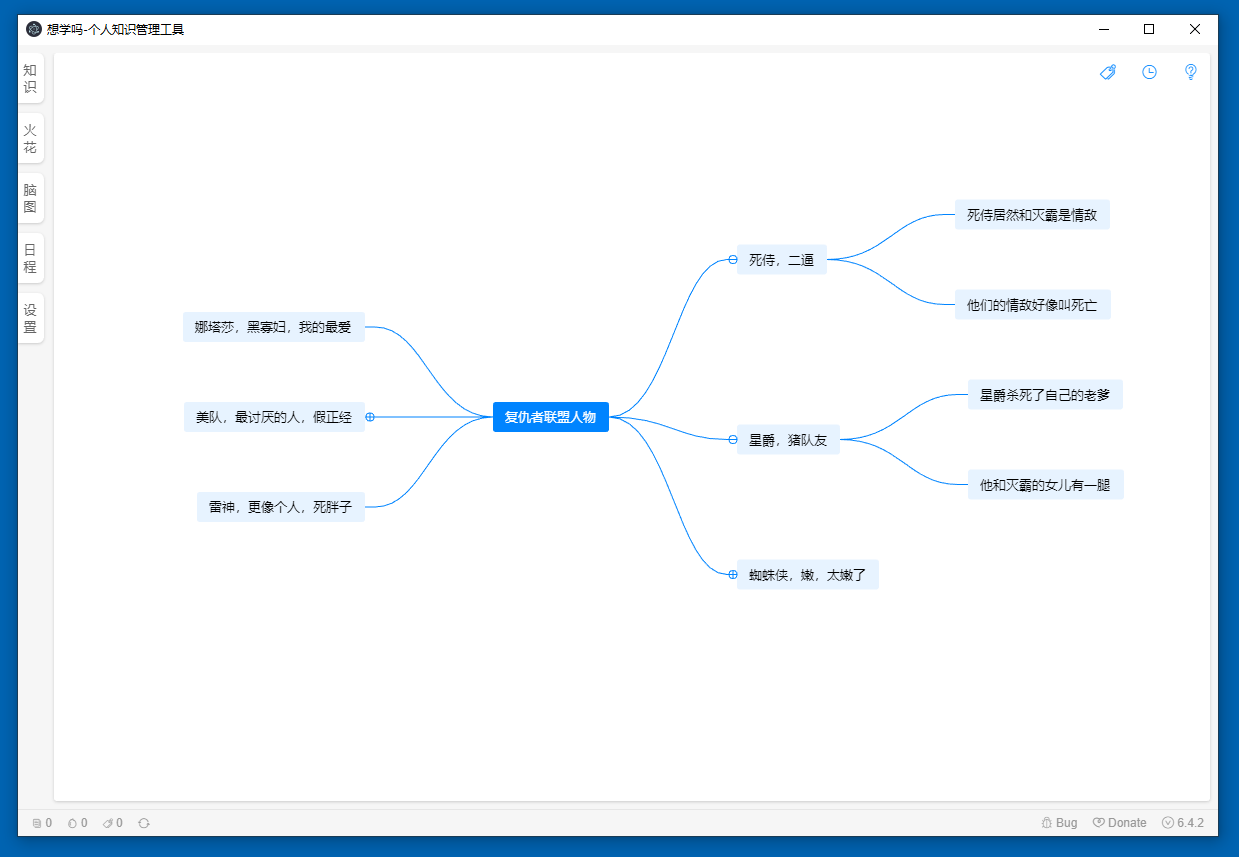 想学吗-个人知识管理工具
知识
火花
脑图
日程
设置
死侍居然和灭霸是情敌
死侍，二逼
他们的情敌好像叫死亡
娜塔莎，黑寡妇，我的最爱
星爵杀死了自己的老爹
美队，最讨厌的人，假正经
复仇者联盟人物
星爵，猪队友
他和灭霸的女儿有一腿
雷神，更像个人，死胖子
蜘蛛侠，嫩，太嫩了
0 0 0 Bug Donate 6.4.2